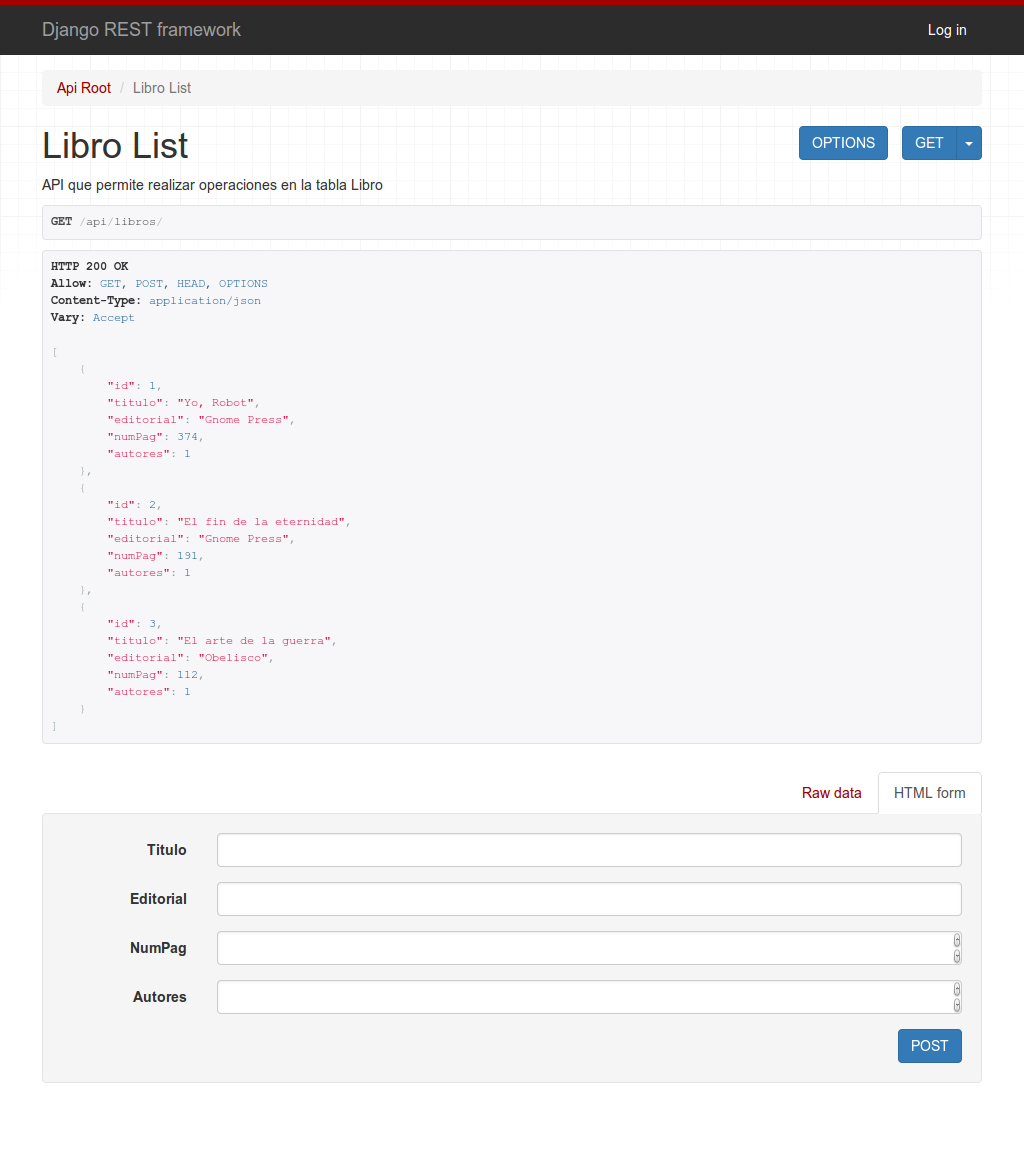 Django REST framework
Log in
Api Root / Libro List
Libro List
OPTIONS
GET
API que permite realizar operaciones en la tabla Libro
GET /api/libros/
HTTP 200 OK
Allow: GET, POST, HEAD, OPTIONS
Content-Type: application/json
Vary: Accept
[
{
"id": 1,
"titulo": "Yo, Robot",
"editorial": "Gnome Press",
"numPag": 374,
"autores": 1
},
{
"id": 2,
"titulo": "El fin de la eternidad",
"editorial": "Gnome Press",
"numPag": 191,
"autores": 1
},
{
"id": 3,
"titulo": "El arte de la guerra",
"editorial": "Obelisco",
"numPag": 112,
"autores": 1
}
]
Raw data
HTML form
Titulo
Editorial
NumPag
Autores
POST